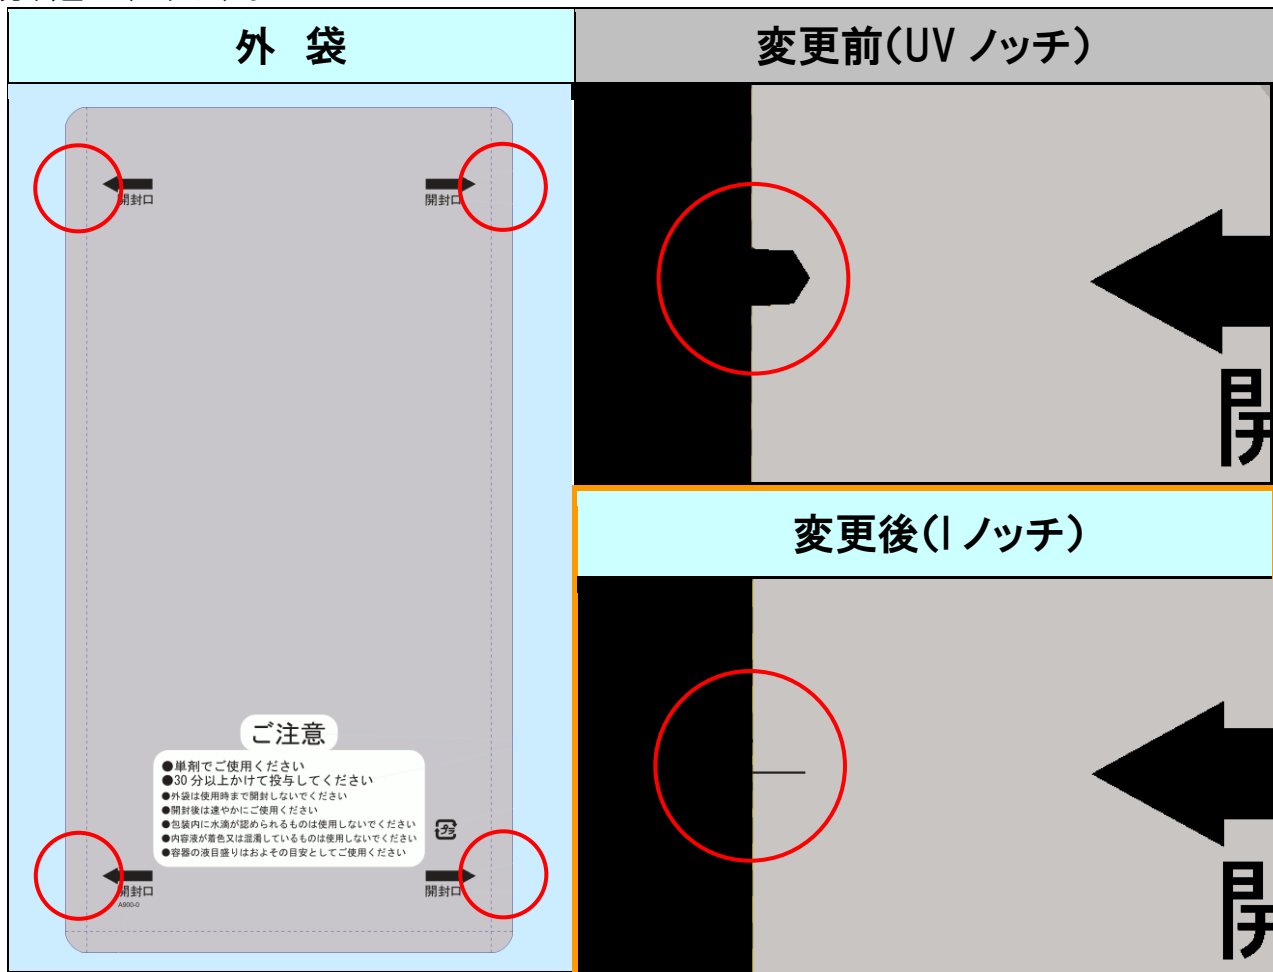 外 袋
変更前(UV ノッチ)
開封口
開封口
開
変更後(I ノッチ)
ご注意
●単剤でご使用ください
●30 分以上かけて投与してください
●外袋は使用時まで開封しないでください
●開封後は速やかにご使用ください
●包装内に水滴が認められるものは使用しないでください
●内容液が着色又は混濁しているものは使用しないでください
●容器の液目盛りはおよその目安としてご使用ください
プラ
開封口
開封口
A900-0
開